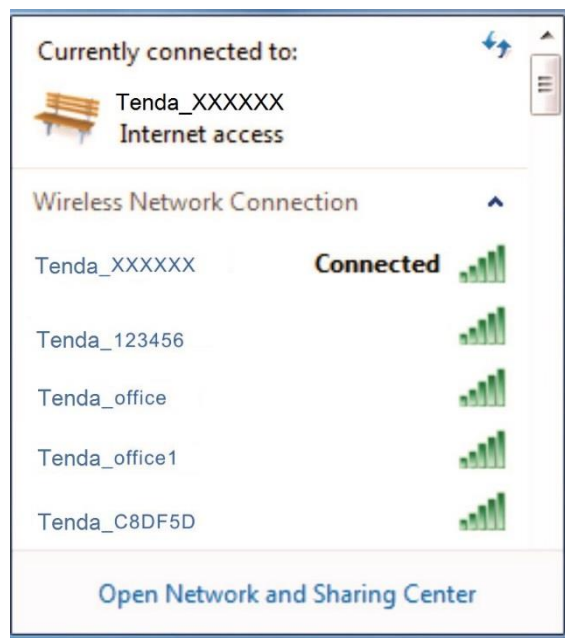 Currently connected to:
Tenda_XXXXXX
Internet access
Wireless Network Connection
Tenda_XXXXXX Connected
Tenda_123456
Tenda_office
Tenda_office1
Tenda_C8DF5D
Open Network and Sharing Center